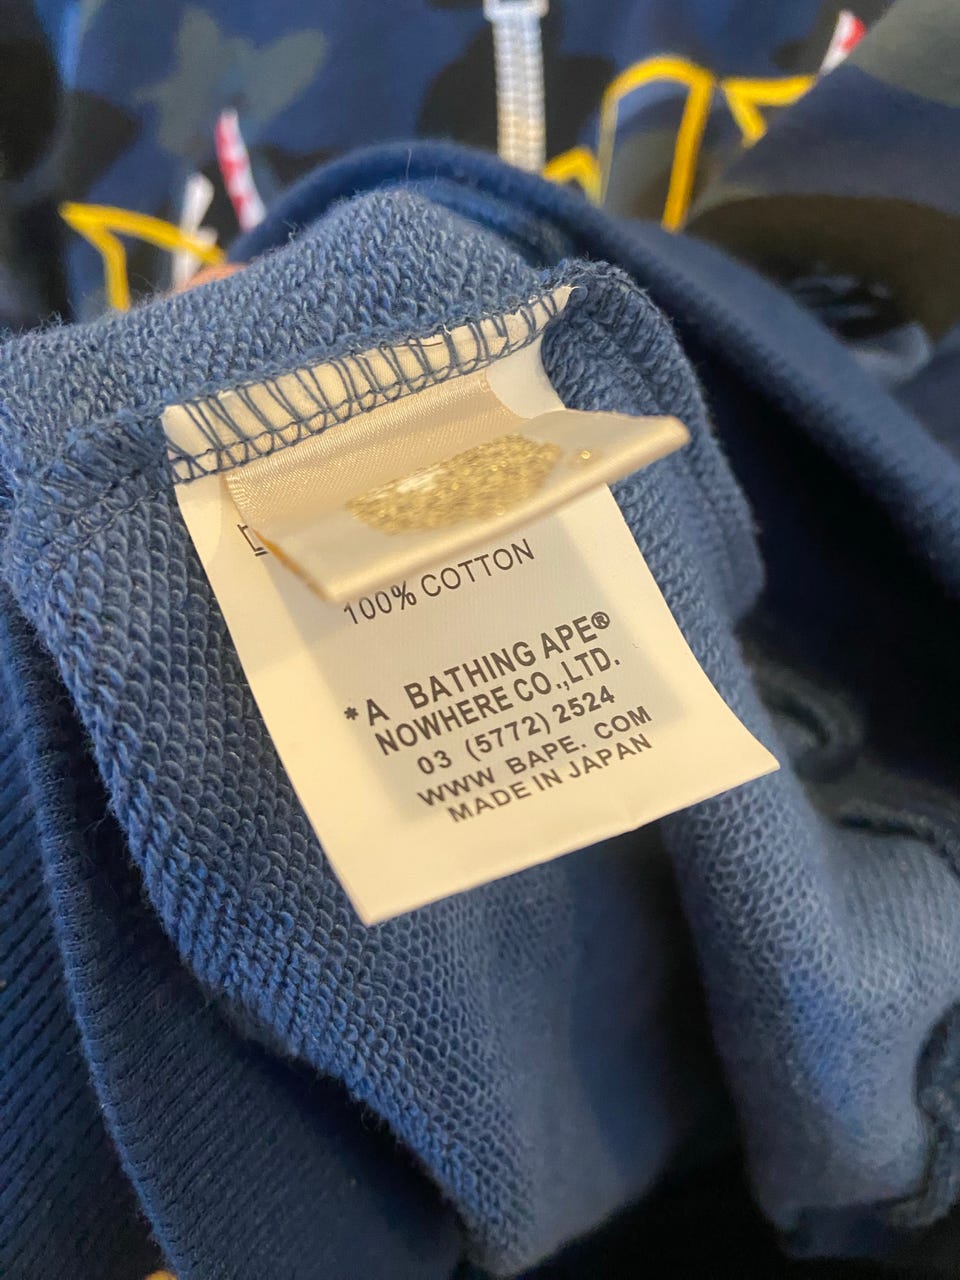 100% COTTON
*A BATHING APE®
NOWHERE CO.,LTD.
03 (5772) 2524
WWW BAPE. COM
MADE IN JAPAN